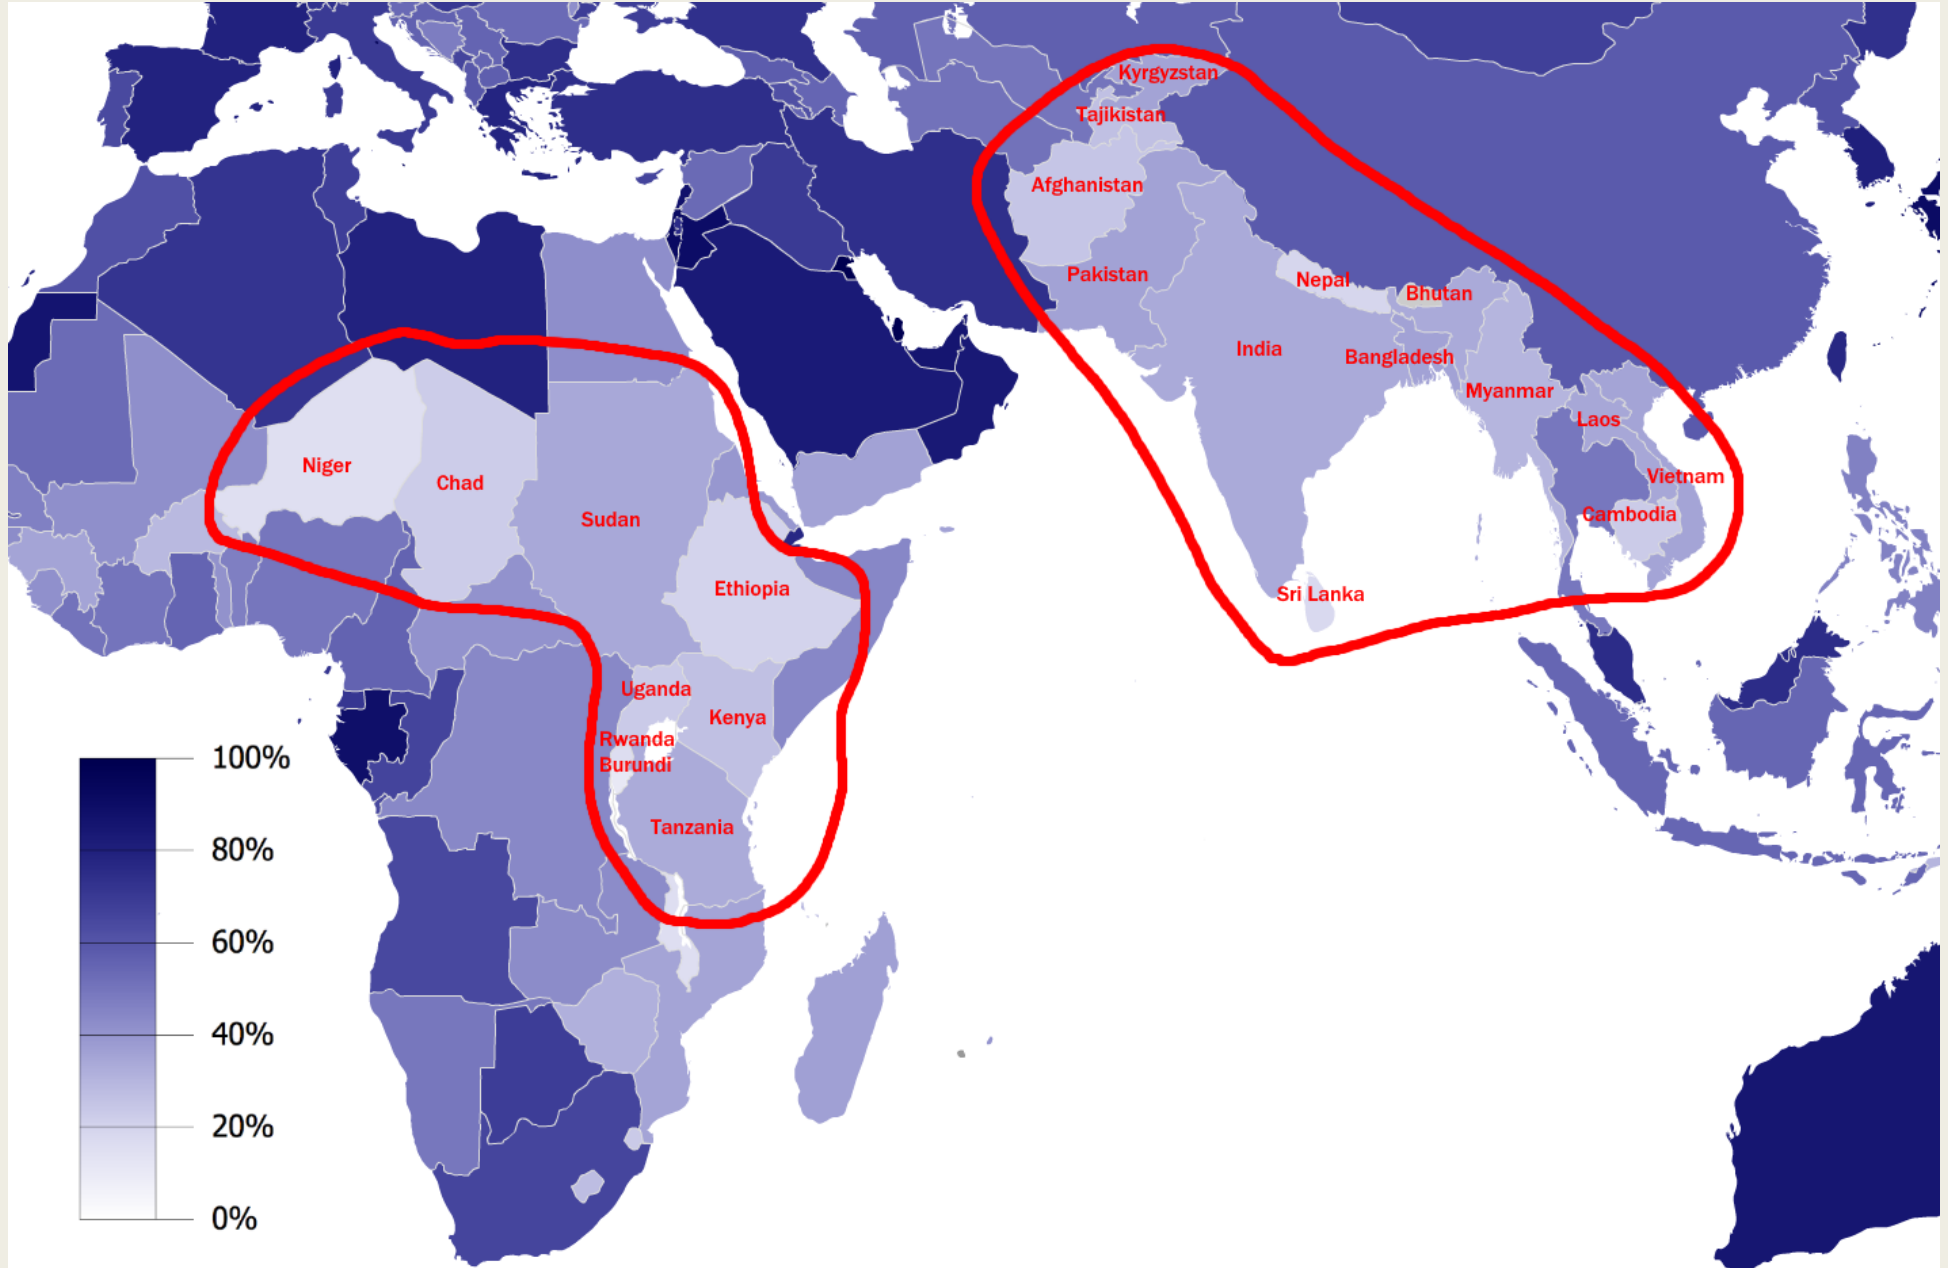 Kyrgyzstan
Tajikistan
Afghanistan
Pakistan
Nepal
Bhutan
India
Bangladesh
Myanmar
Laos
Vietnam
Cambodia
Sri Lanka
Niger
Chad
Sudan
Ethiopia
Uganda
Kenya
Rwanda
Burundi
Tanzania
100%
80%
60%
40%
20%
0%